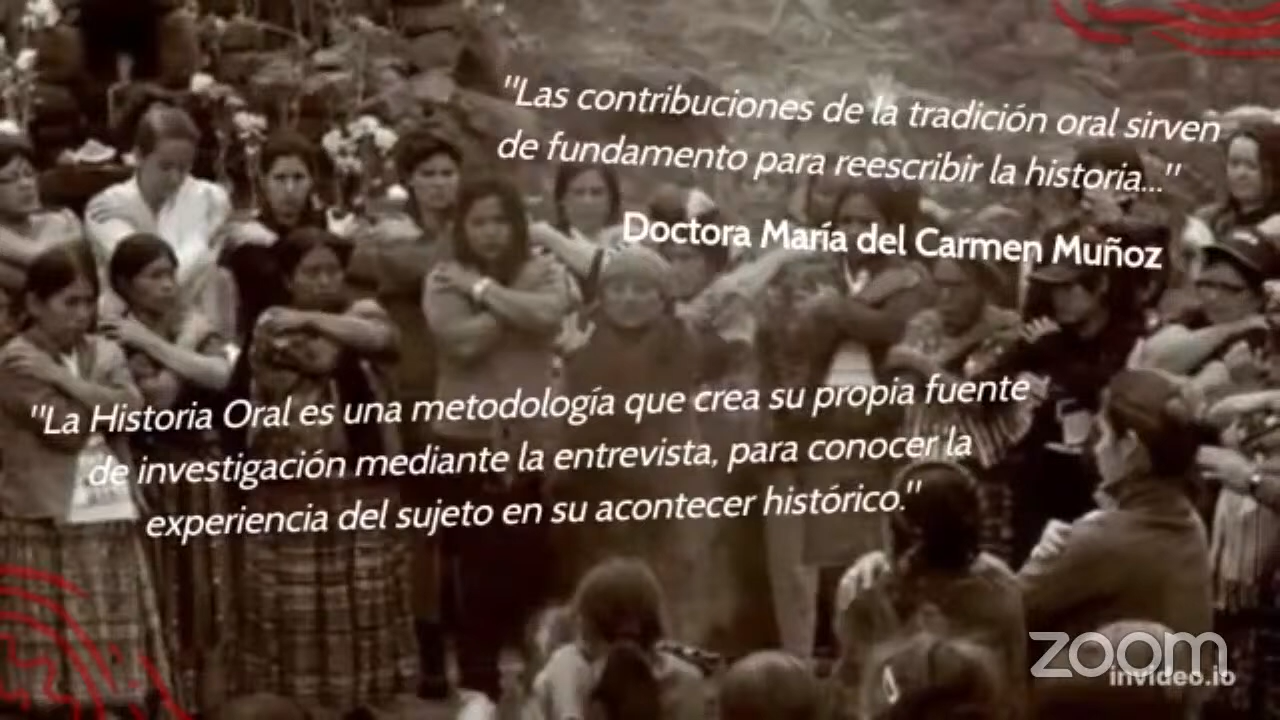 "Las contribuciones de la tradición oral sirven
de fundamento para reescribir la historia..."
Doctora María del Carmen Muñoz
"La Historia Oral es una metodología que crea su propia fuente
de investigación mediante la entrevista, para conocer la
experiencia del sujeto en su acontecer histórico."
zoom
invideo.io